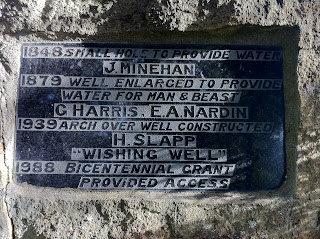 1848 SMALL HOLE TO PROVIDE WATER
J. MINEHAN
1879 WELL ENLARGED TO PROVIDE
WATER FOR MAN & BEAST
G HARRIS. E.A. NARDIN
1939 ARCH OVER WELL CONSTRUCTED
H SLAPP
"WISHING WELL"
1988 BICENTENNIAL GRANT
PROVIDED ACCESS